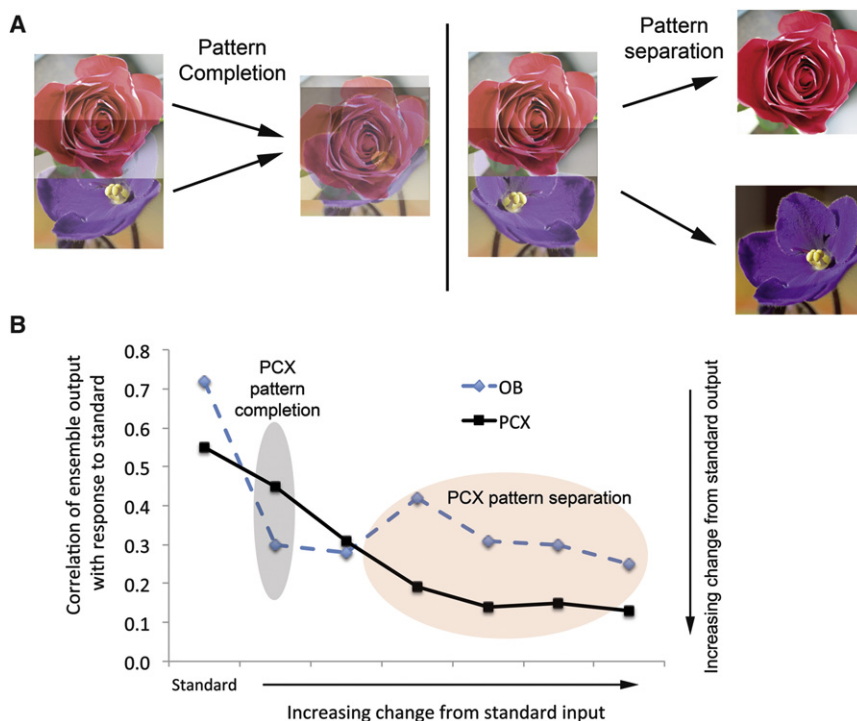 A
Pattern
Completion
Pattern
separation
B
Correlation of ensemble output
with response to standard
0.8
0.7
0.6
0.5
0.4
0.3
0.2
0.1
0.0
PCX
pattern
completion
OB
PCX
PCX pattern separation
Increasing change from standard output
Standard
Increasing change from standard input